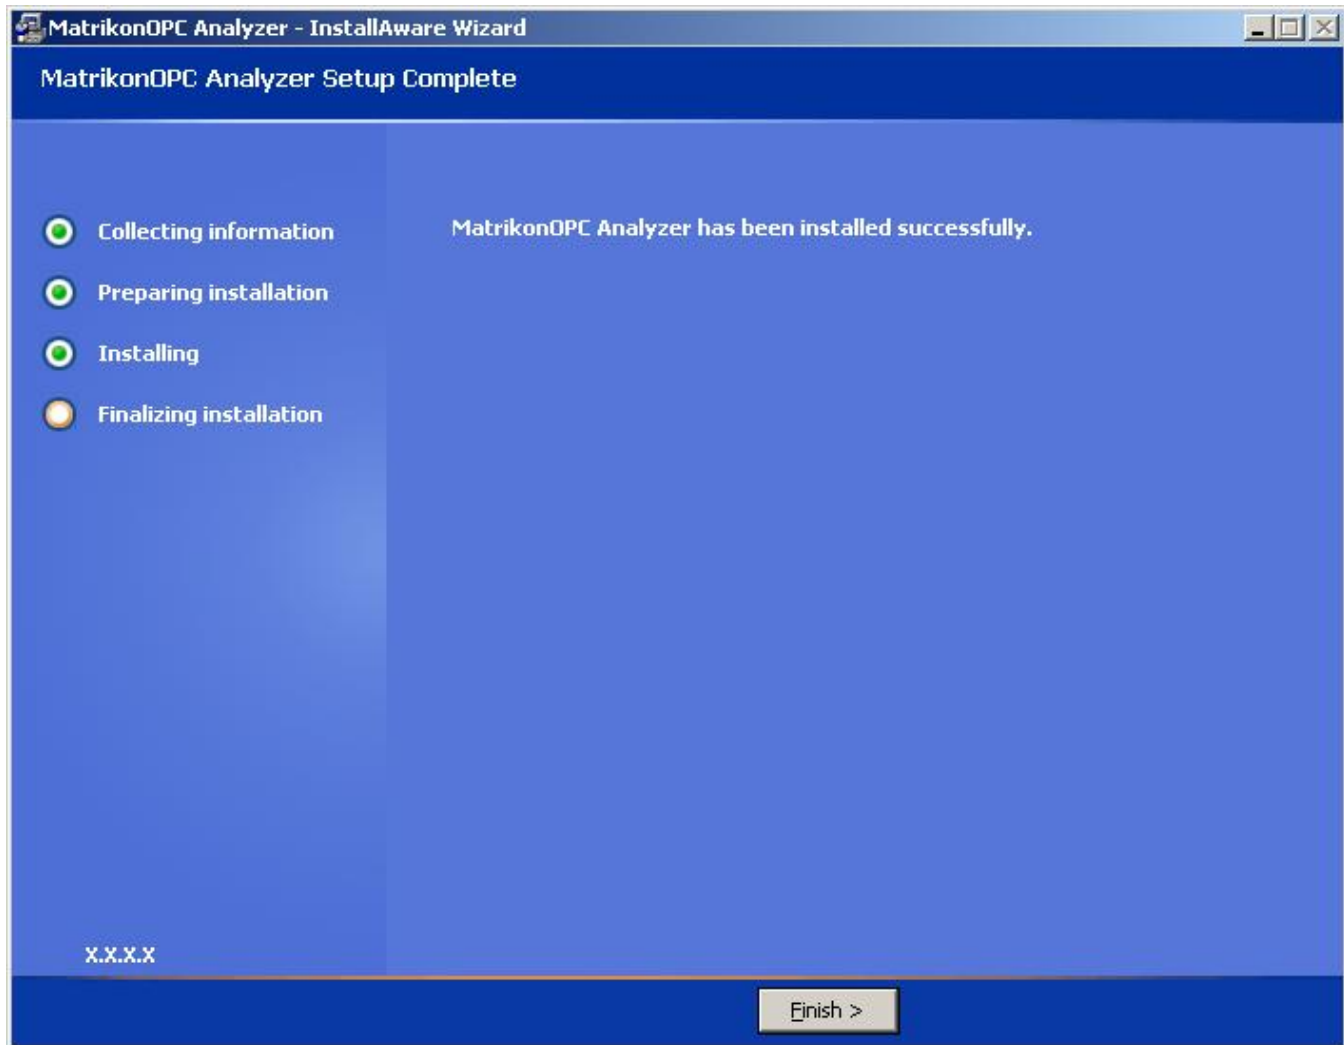 MatrikonOPC Analyzer - InstallAware Wizard
MatrikonOPC Analyzer Setup Complete
Collecting information
Preparing installation
Installing
Finalizing installation
MatrikonOPC Analyzer has been installed successfully.
X.X.X.X
Finish >